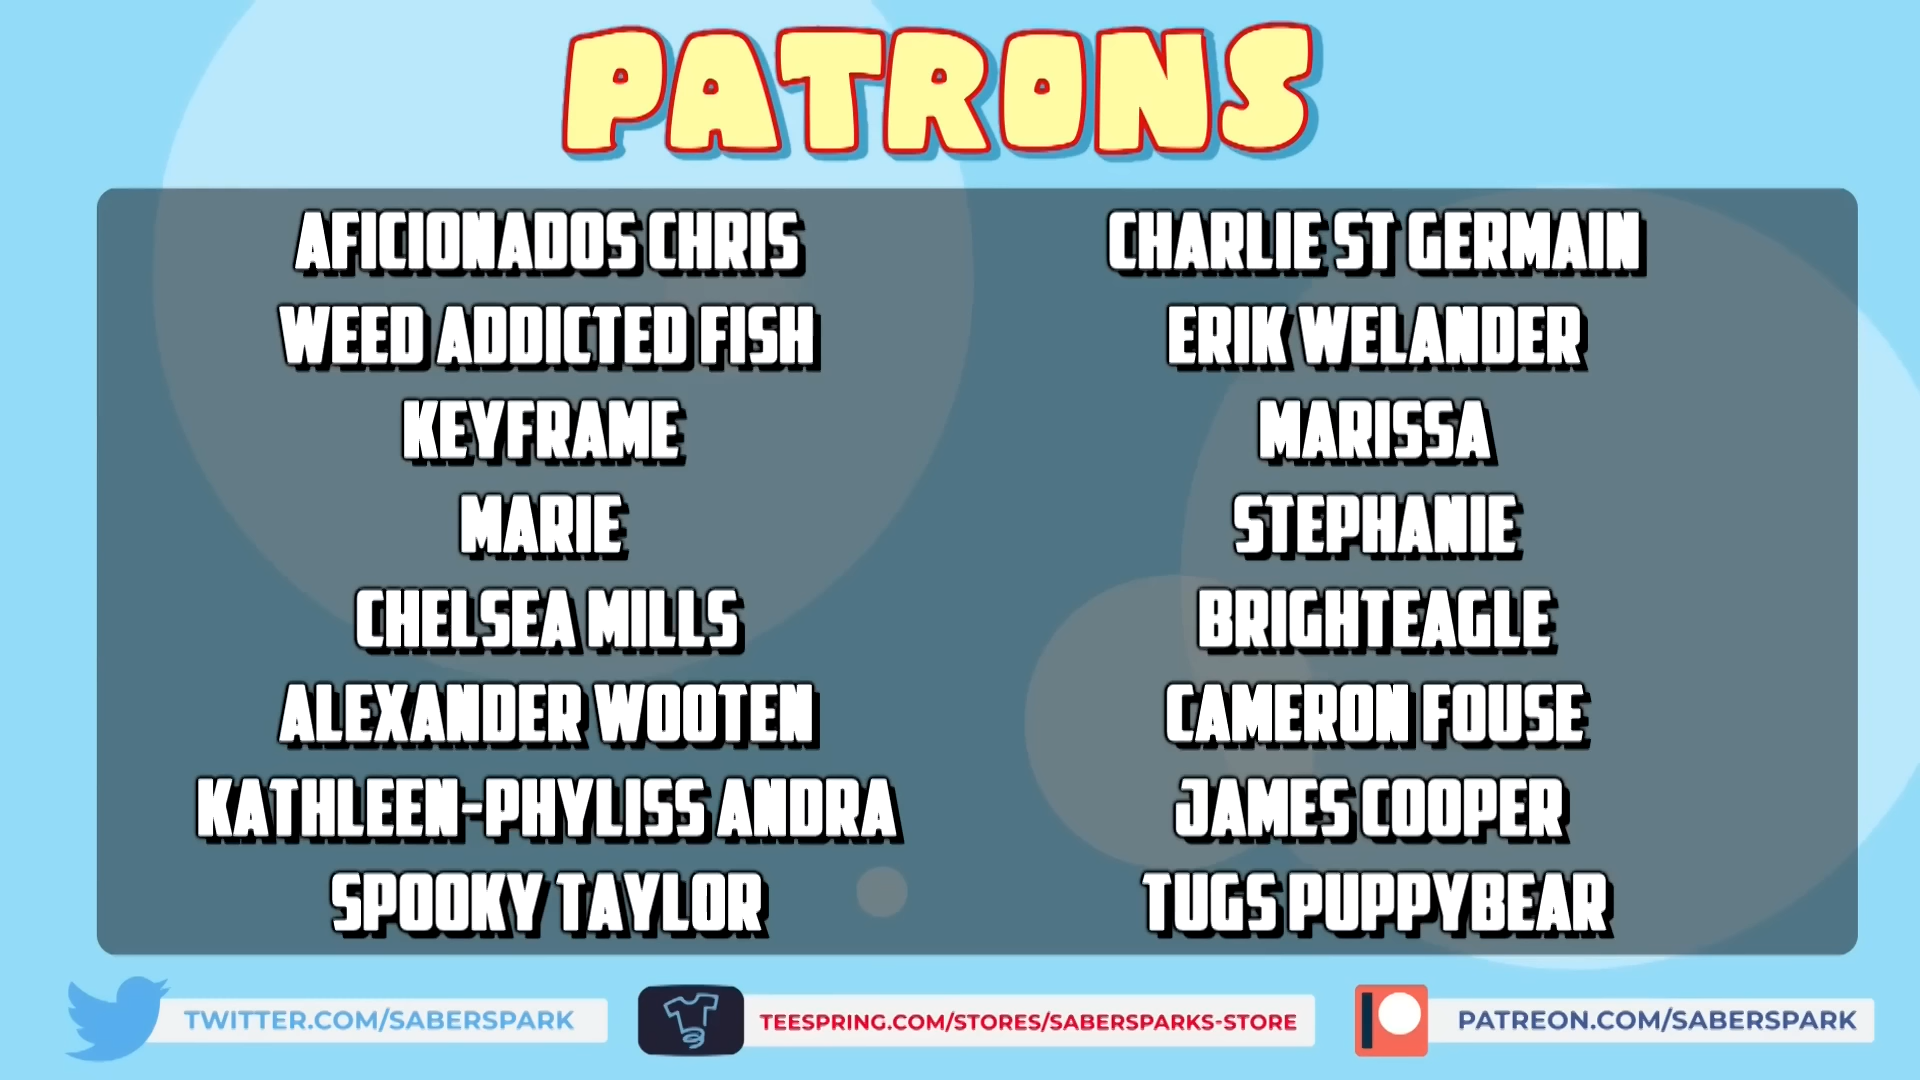 PATRONS
AFICIONADOS CHRIS
WEED ADDICTED FISH
KEYFRAME
MARIE
CHELSEA MILLS
ALEXANDER WOOTEN
KATHLEEN-PHYLISS ANDRA
SPOOKY TAYLOR
CHARLIE ST GERMAIN
ERIK WELANDER
MARISSA
STEPHANIE
BRIGHTEAGLE
CAMERON FOUSE
JAMES COOPER
TUGS PUPPYBEAR
TWITTER.COM/SABERSPARK
TEESPRING.COM/STORES/SABERSPARKS-STORE
PATREON.COM/SABERSPARK